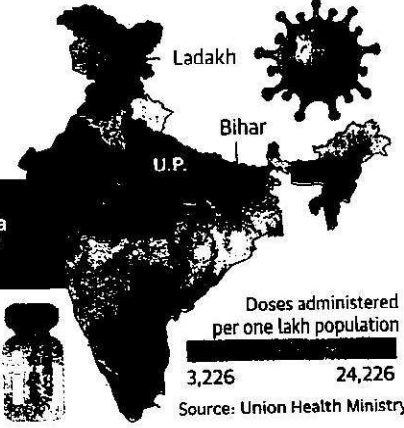 Ladakh
Bihar
U.P.
a
Doses administered
per one lakh population
3,226 24,226
Source: Union Health Ministry